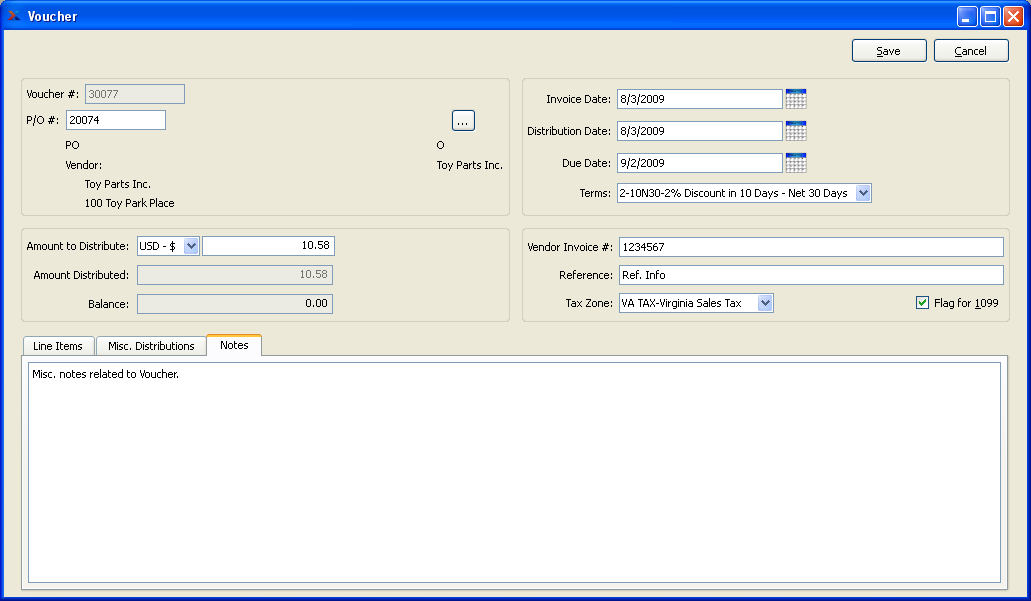 Voucher
Save Cancel
Voucher #: 30077
P/O #: 20074 ...
PO O
Vendor: Toy Parts Inc.
Toy Parts Inc.
100 Toy Park Place
Invoice Date: 8/3/2009
Distribution Date: 8/3/2009
Due Date: 9/2/2009
Terms: 2-10N30-2% Discount in 10 Days - Net 30 Days
Amount to Distribute: USD - $ 10.58
Amount Distributed: 10.58
Balance: 0.00
Vendor Invoice #: 1234567
Reference: Ref. Info
Tax Zone: VA TAX-Virginia Sales Tax Flag for 1099
Line Items Misc. Distributions Notes
Misc. notes related to Voucher.